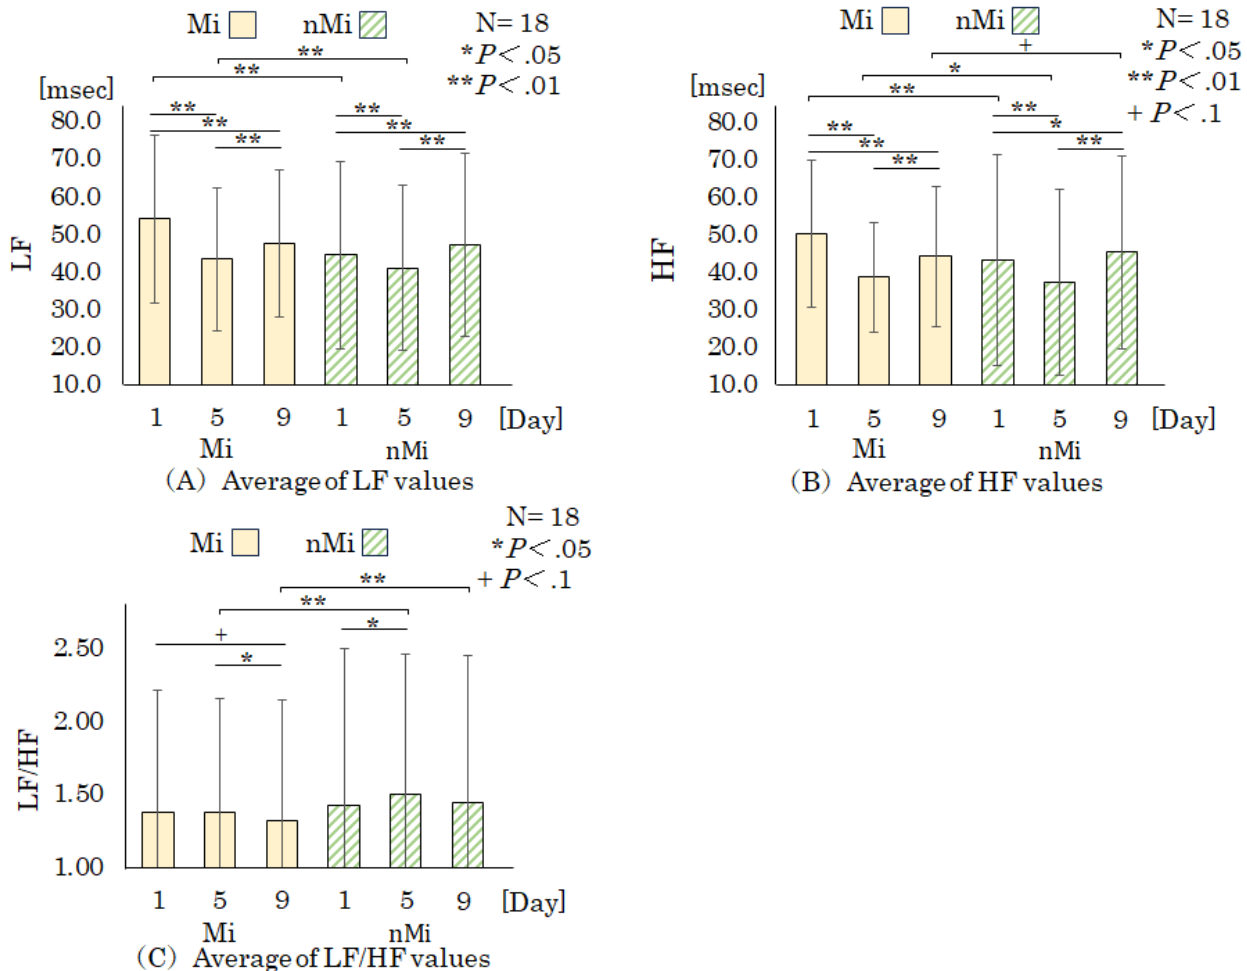 Mi nMi N= 18
*P< .05
**P< .01
**
**
[msec]
** **
** **
** **
80.0
70.0
60.0
50.0
40.0
30.0
20.0
10.0
LF
1 5 9 1 5 9 [Day]
Mi nMi
(A) Average of LF values
Mi nMi N= 18
*P< .05
**P< .01
+ P< .1
+
*
**
[msec]
** **
** *
** **
80.0
70.0
60.0
50.0
40.0
30.0
20.0
10.0
HF
1 5 9 1 5 9 [Day]
Mi nMi
(B) Average of HF values
Mi nMi N= 18
*P< .05
+ P< .1
**
**
*
+
*
2.50
2.00
1.50
1.00
LF/HF
1 5 9 1 5 9 [Day]
Mi nMi
(C) Average of LF/HF values